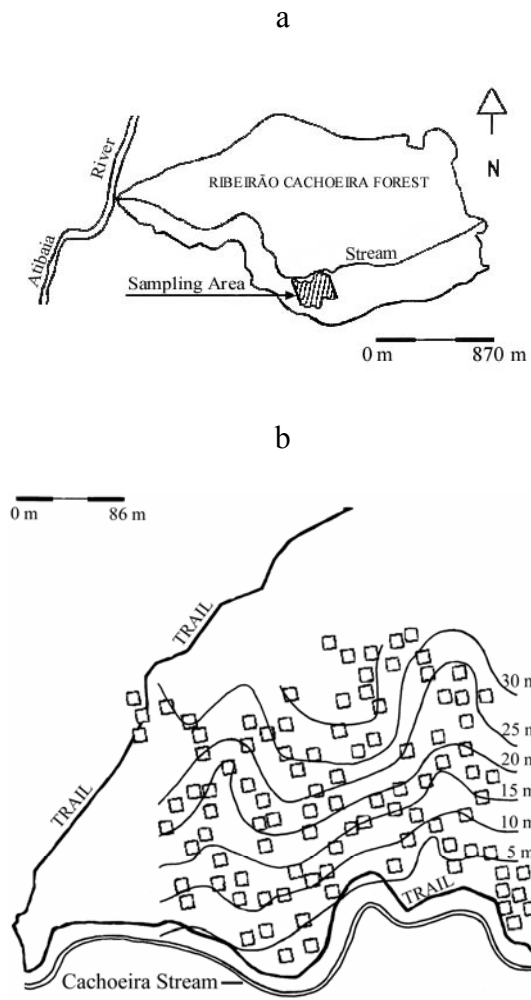 a
N
River
RIBEIRÃO CACHOEIRA FOREST
Atibaia
Stream
Sampling Area
0 m 870 m
b
0 m 86 m
TRAIL
30 m
25 m
20 m
TRAIL
15 m
10 m
5 m
TRAIL
Cachoeira Stream